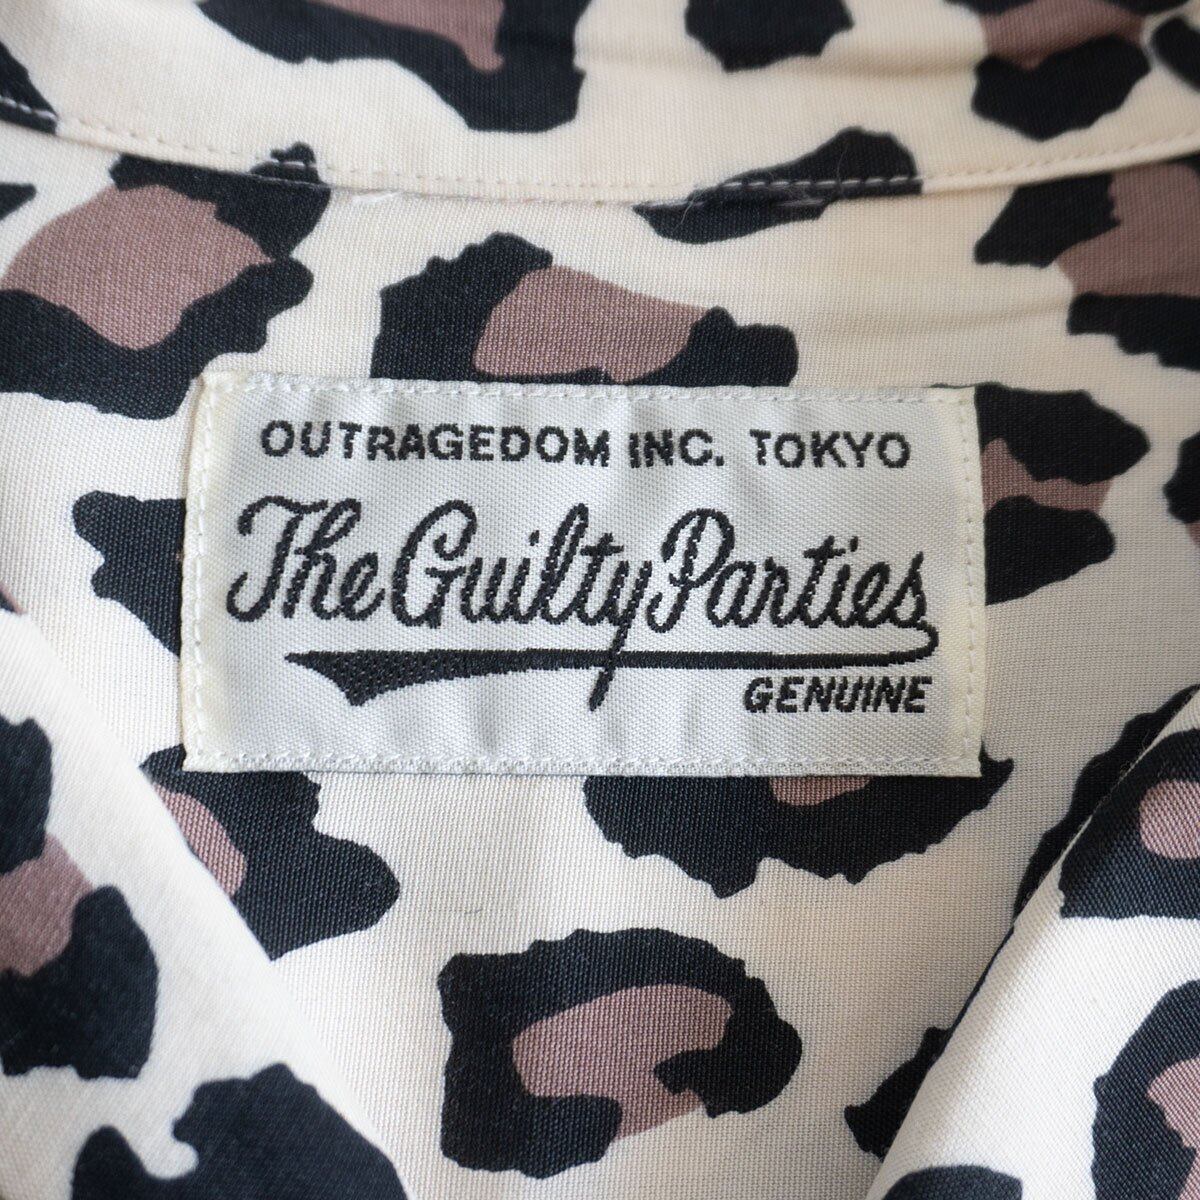 OUTRAGEDOM INC. TOKYO
The Guilty Parties
GENUINE